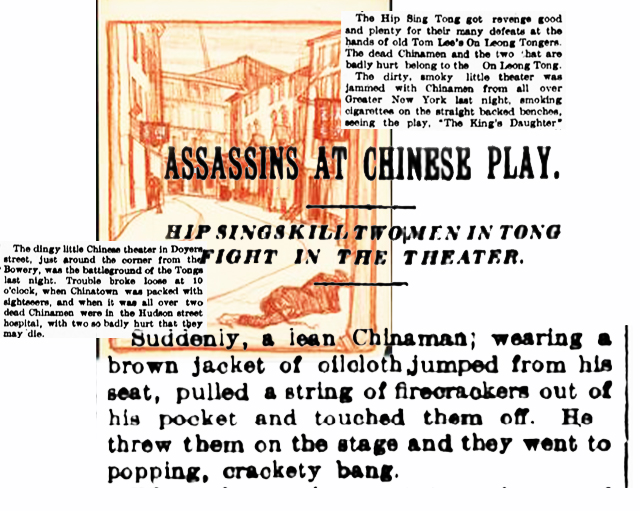 The Hip Sing Tong got revenge good
and plenty for their many defeats at the
hands of old Tom Lee's On Leong Tongers.
The dead Chinamen and the two that are
badly hurt belong to the On Leong Tong.
The dirty, smoky little theater was
jammed with Chinamen from all over
Greater New York last night, smoking
cigarettes on the straight backed benches,
seeing the play, "The King's Daughter"
ASSASSINS AT CHINESE PLAY.
HIP SINGS KILL TWO MEN IN TONG
FIGHT IN THE THEATER.
The dingy little Chinese theater in Doyers
street, just around the corner from the
Bowery, was the battleground of the Tongs
last night. Trouble broke loose at 10
o'clock, when Chinatown was packed with
sightseers, and when it was all over two
dead Chinamen were in the Hudson street
hospital, with two so badly hurt that they
may die.
Suddenly, a lean Chinaman; wearing a
brown jacket of oilcloth jumped from his
seat, pulled a string of firecrackers out of
his pocket and touched them off. He
threw them on the stage and they went to
popping, crackety bang.